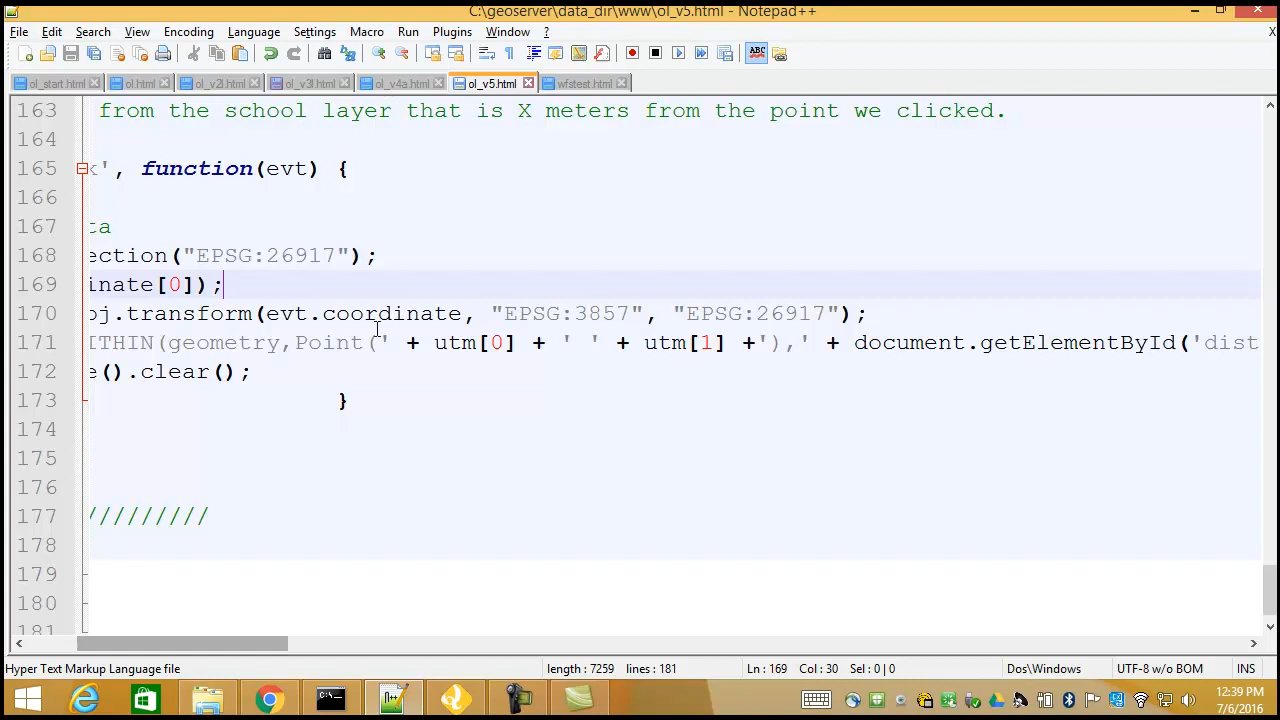 C:\geoserver\data_dir\www\ol_v5.html - Notepad++
File Edit Search View Encoding Language Settings Macro Run Plugins Window ? X
ol_start.html ol.html ol_v2l.html ol_v3l.html ol_v4a.html ol_v5.html wfstest.html
163 from the school layer that is X meters from the point we clicked.
164
165 k', function(evt) {
166
167 ta
168 ection("EPSG:26917");
169 inate[0]);
170 oj.transform(evt.coordinate, "EPSG:3857", "EPSG:26917");
171 ITHIN(geometry,Point(' + utm[0] + ' ' + utm[1] +'),' + document.getElementById('dist
172 e().clear();
173 }
174
175
176
177 /////////
178
179
180
181
Hyper Text Markup Language file length : 7259 lines : 181 Ln : 169 Col : 30 Sel : 0 | 0 Dos\Windows UTF-8 w/o BOM INS
12:39 PM
7/6/2016